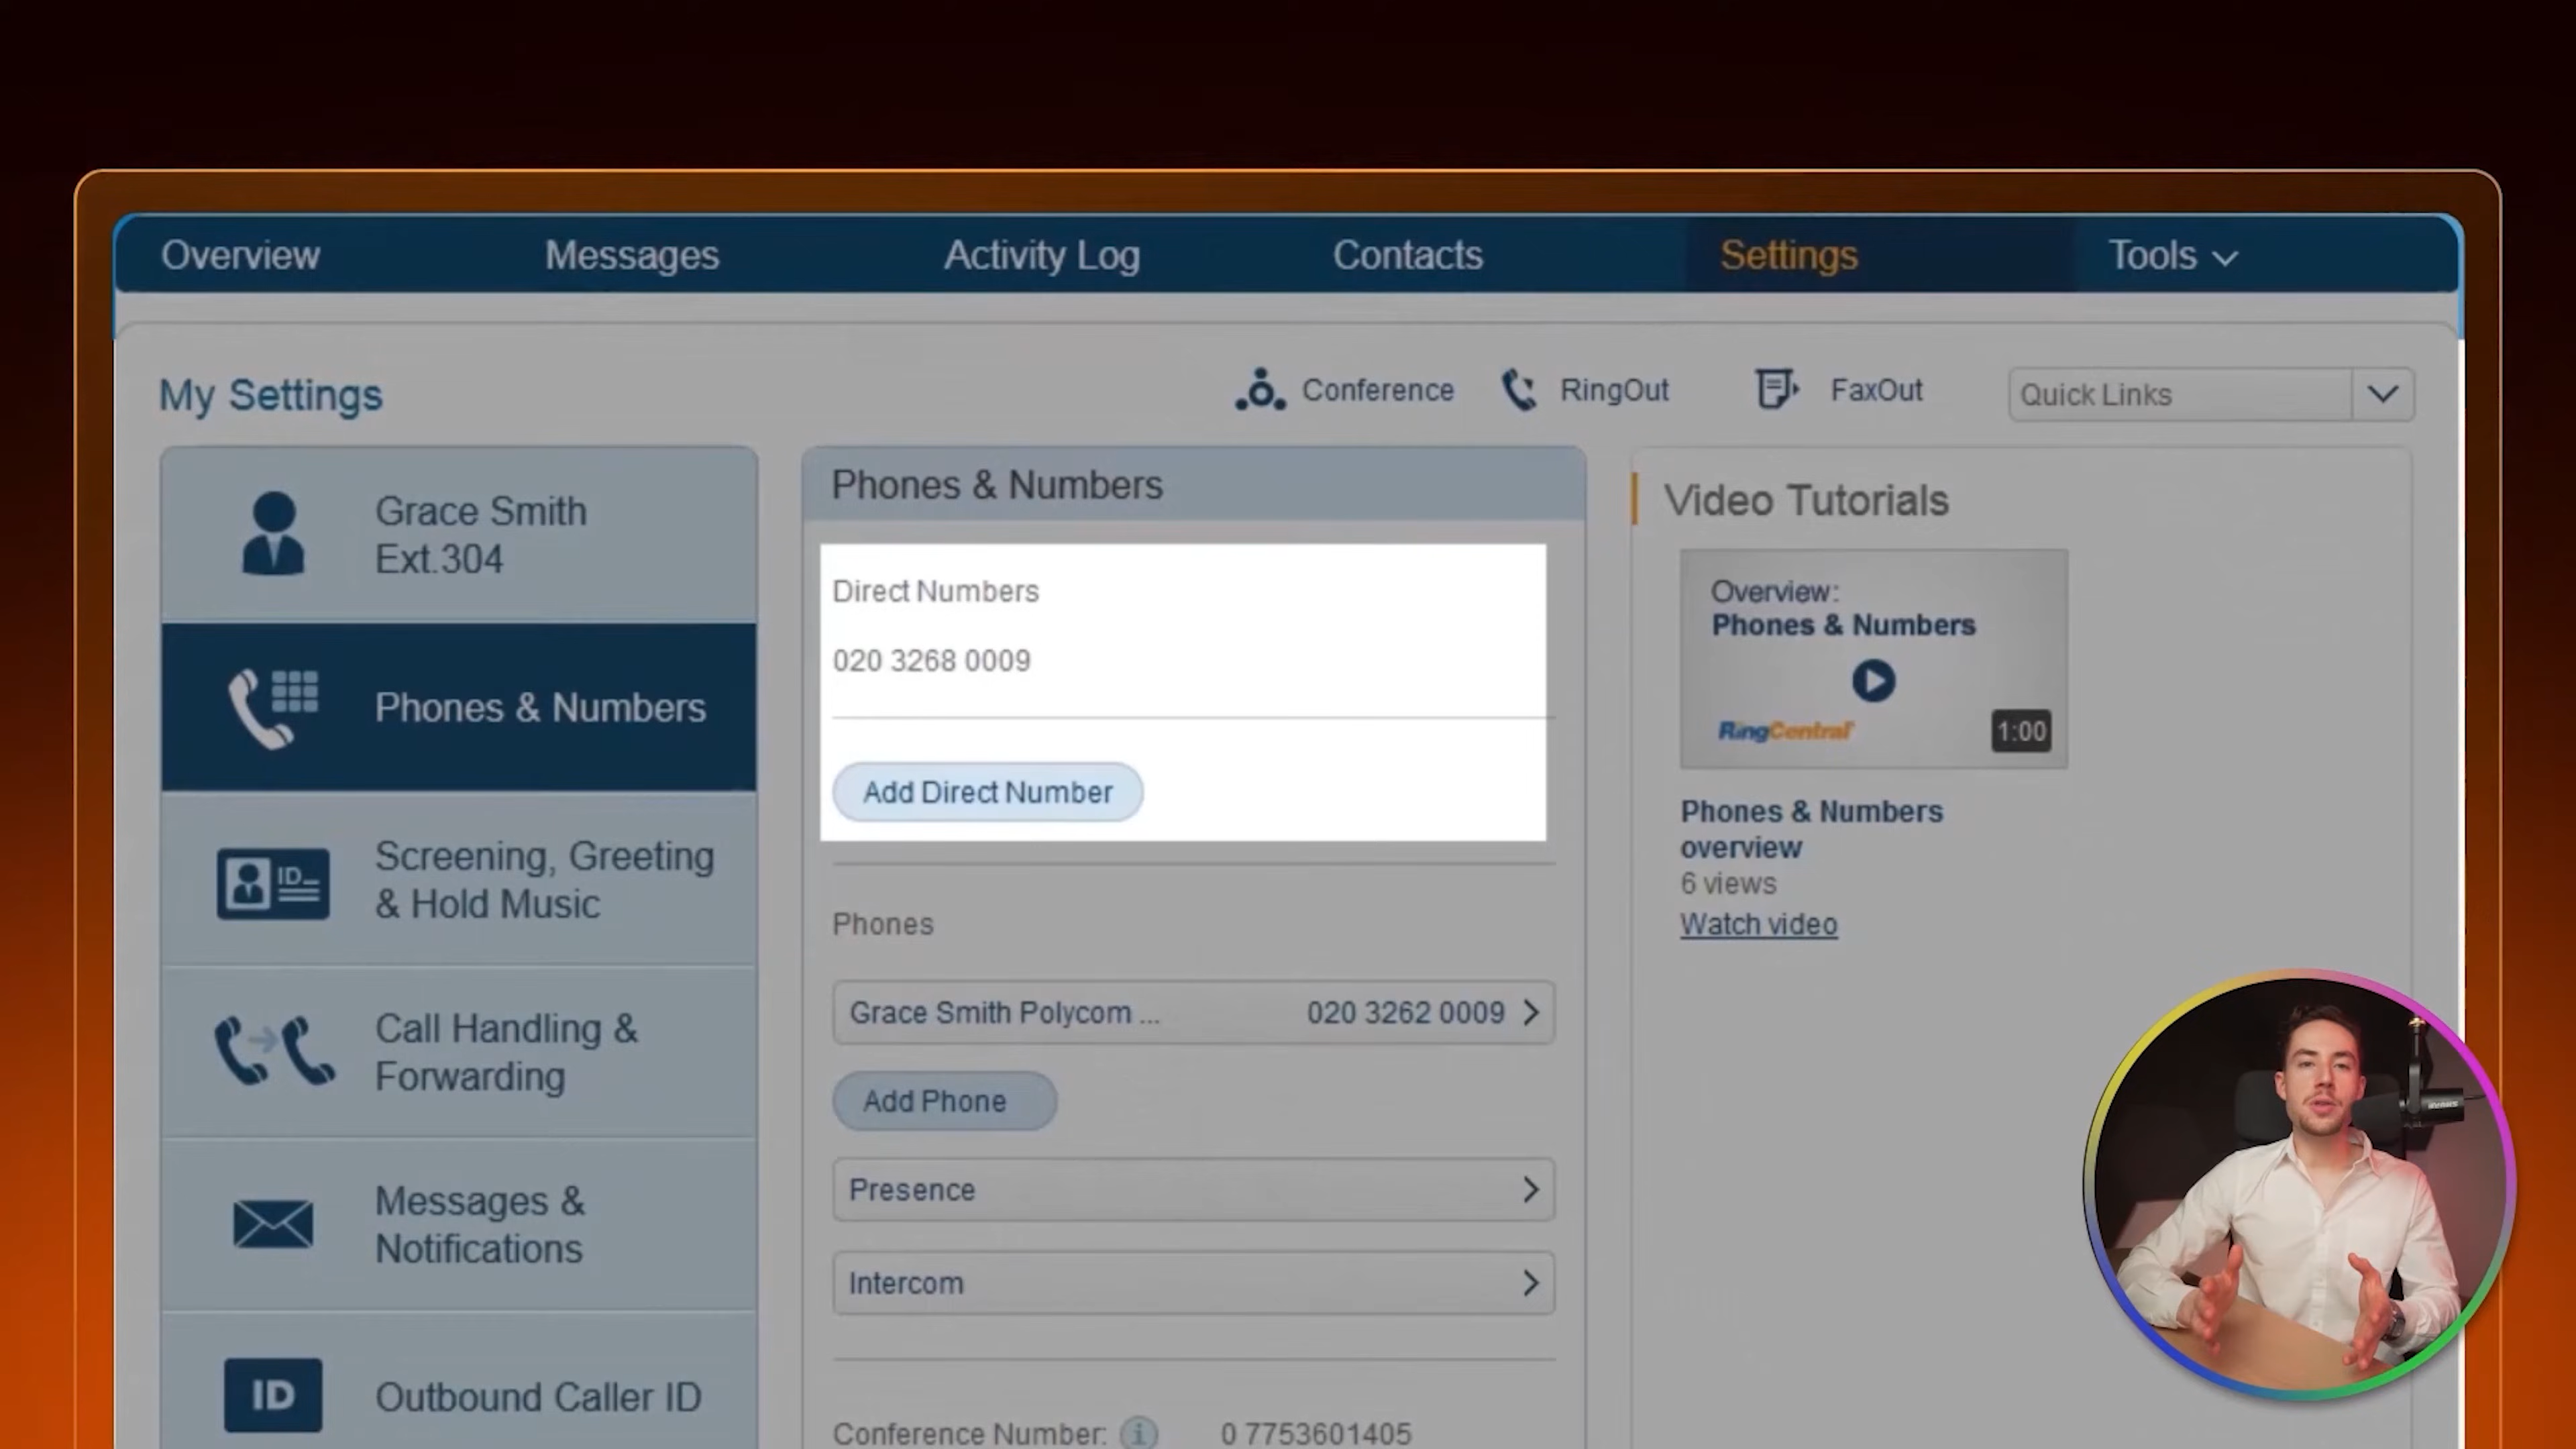 Overview
Messages
Activity Log
Contacts
Settings
Tools
My Settings
Conference
RingOut
FaxOut
Quick Links
Grace Smith
Ext.304
Phones & Numbers
Screening, Greeting
& Hold Music
Call Handling &
Forwarding
Messages &
Notifications
ID
Outbound Caller ID
Phones & Numbers
Direct Numbers
020 3268 0009
Add Direct Number
Phones
Grace Smith Polycom ... 020 3262 0009
Add Phone
Presence
Intercom
Conference Number: 0 7753601405
Video Tutorials
Overview:
Phones & Numbers
RingCentral
1:00
Phones & Numbers
overview
6 views
Watch video